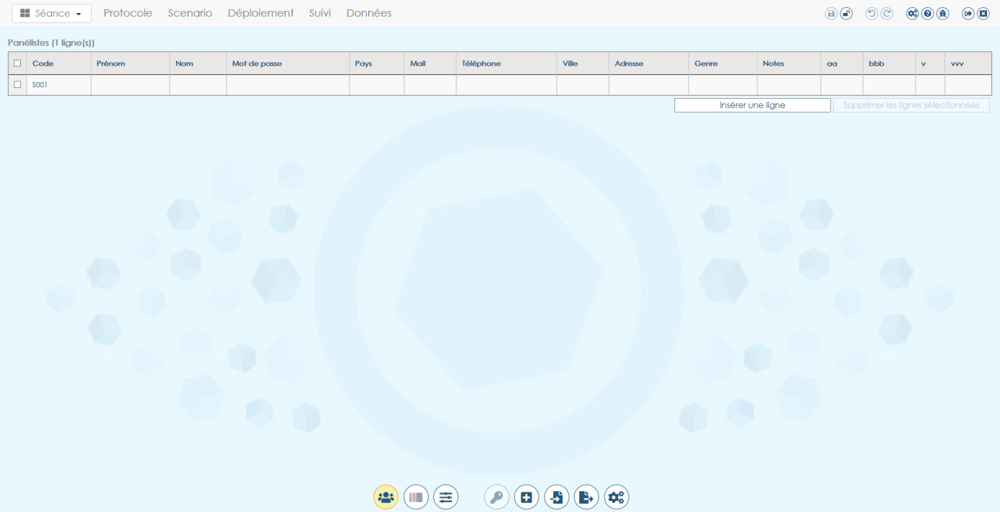 Séance Protocole Scenario Déploiement Suivi Données
Panélistes (1 ligne(s))
Code Prénom Nom Mot de passe Pays Mail Téléphone Ville Adresse Genre Notes aa bbb v vvv
S001
Insérer une ligne Supprimer les lignes sélectionnées